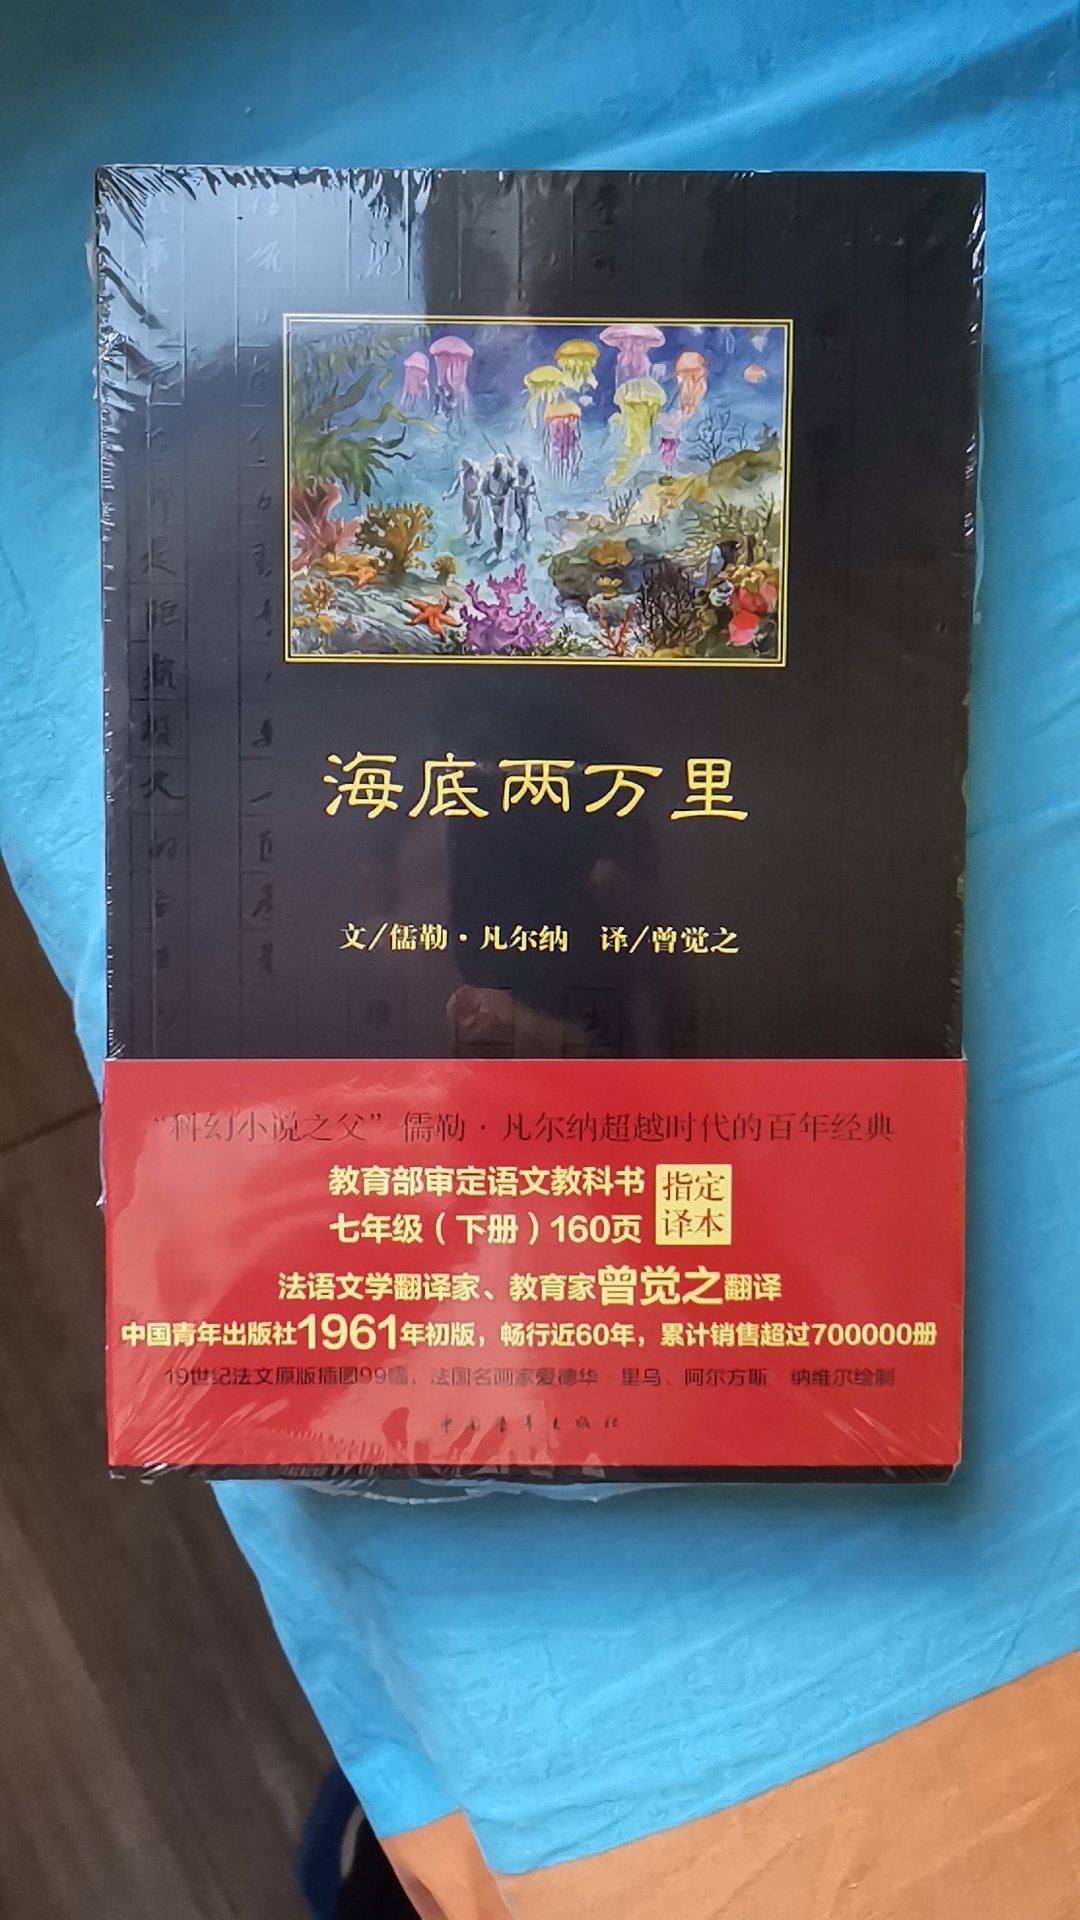 海底两万里
文/儒勒·凡尔纳 译/曾觉之
“科幻小说之父”儒勒·凡尔纳超越时代的百年经典
教育部审定语文教科书
七年级（下册）160页
指定
译本
法语文学翻译家、教育家曾觉之翻译
中国青年出版社1961年初版，畅行近60年，累计销售超过700000册
19世纪法文原版插图99幅，法国名画家爱德华·里乌、阿尔方斯·纳维尔绘制
中国青年出版社